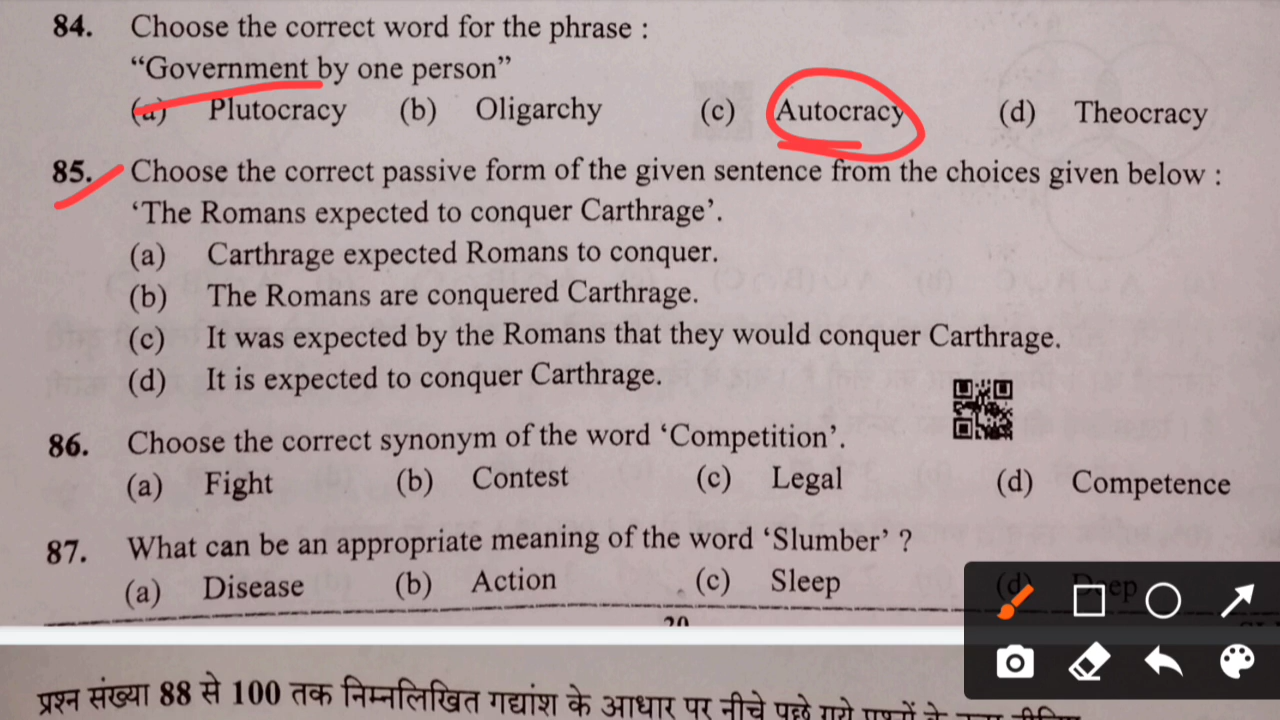 84. Choose the correct word for the phrase :
“Government by one person”
(a) Plutocracy (b) Oligarchy (c) Autocracy (d) Theocracy
85. Choose the correct passive form of the given sentence from the choices given below :
‘The Romans expected to conquer Carthrage’.
(a) Carthrage expected Romans to conquer.
(b) The Romans are conquered Carthrage.
(c) It was expected by the Romans that they would conquer Carthrage.
(d) It is expected to conquer Carthrage.
86. Choose the correct synonym of the word ‘Competition’.
(a) Fight (b) Contest (c) Legal (d) Competence
87. What can be an appropriate meaning of the word ‘Slumber’ ?
(a) Disease (b) Action (c) Sleep (d) Deep
20
प्रश्न संख्या 88 से 100 तक निम्नलिखित गद्यांश के आधार पर नीचे पूछे गये